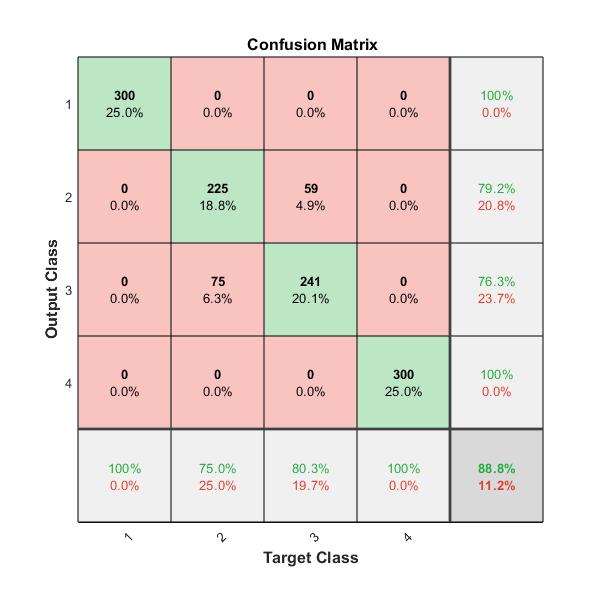 Confusion Matrix
1
300 0 0 0 100%
25.0% 0.0% 0.0% 0.0% 0.0%
2
0 225 59 0 79.2%
0.0% 18.8% 4.9% 0.0% 20.8%
3
0 75 241 0 76.3%
0.0% 6.3% 20.1% 0.0% 23.7%
4
0 0 0 300 100%
0.0% 0.0% 0.0% 25.0% 0.0%
100% 75.0% 80.3% 100% 88.8%
0.0% 25.0% 19.7% 0.0% 11.2%
1 2 3 4
Target Class
Output Class